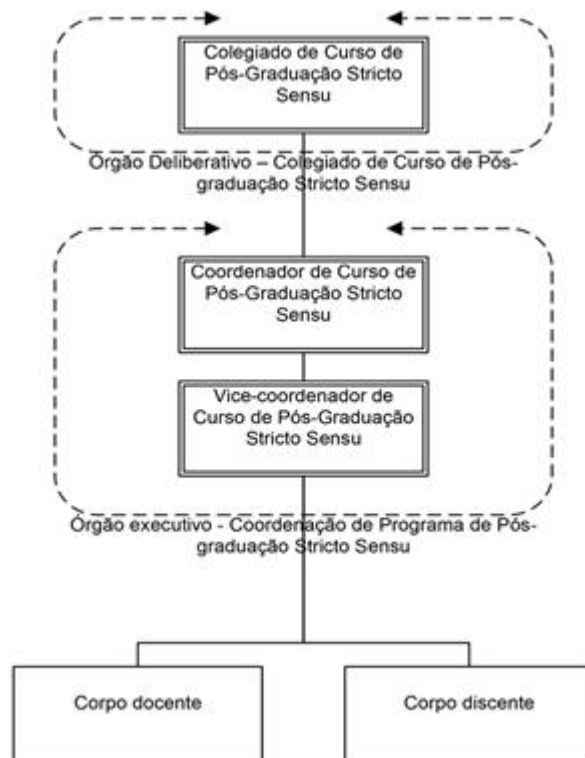 Colegiado de Curso de
Pós-Graduação Stricto
Sensu
Órgão Deliberativo – Colegiado de Curso de Pós-
graduação Stricto Sensu
Coordenador de Curso de
Pós-Graduação Stricto
Sensu
Vice-coordenador de
Curso de Pós-Graduação
Stricto Sensu
Órgão executivo - Coordenação de Programa de Pós-
graduação Stricto Sensu
Corpo docente
Corpo discente